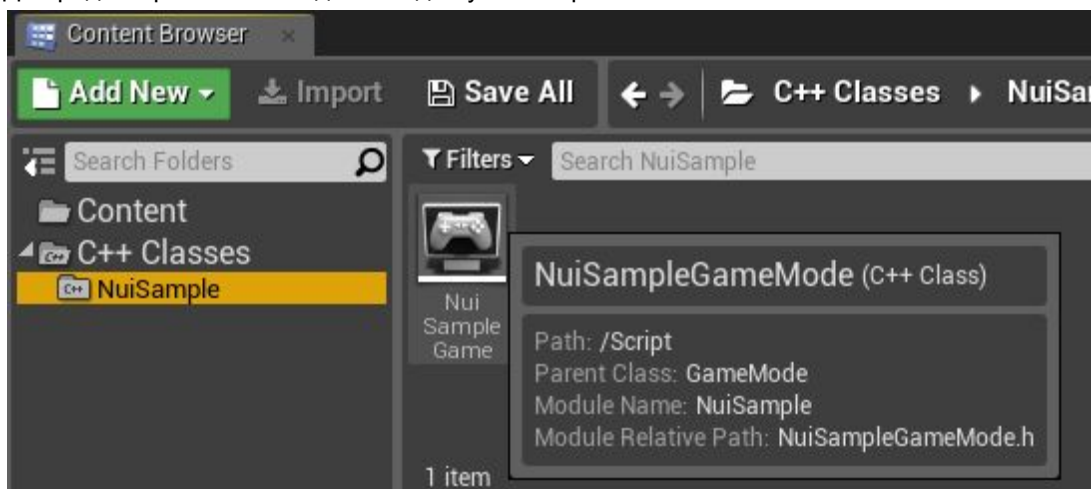 Content Browser
Add New Import Save All C++ Classes NuiSa
Search Folders Filters Search NuiSample
Content
C++ Classes
NuiSample
Nui
Sample
Game
NuiSampleGameMode (C++ Class)
Path: /Script
Parent Class: GameMode
Module Name: NuiSample
Module Relative Path: NuiSampleGameMode.h
1 item